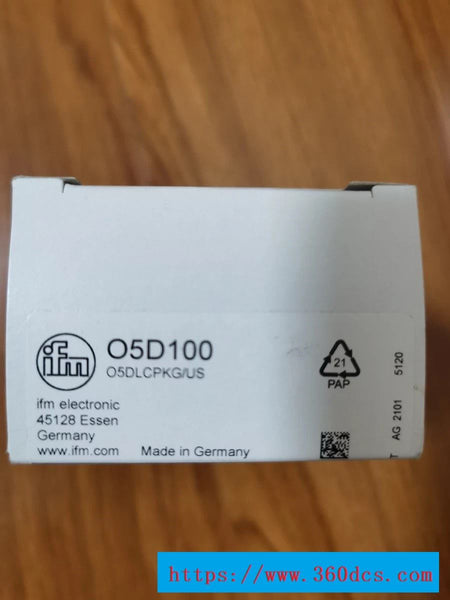 ifm
O5D100
O5DLCPKG/US
ifm electronic
45128 Essen
Germany
www.ifm.com
Made in Germany
21
PAP
T AG 2101 5120
https://www.360dcs.com